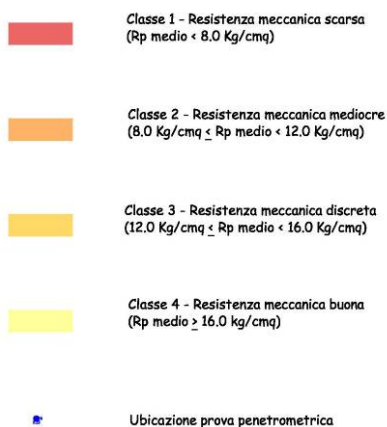 Classe 1 - Resistenza meccanica scarsa
(Rp medio < 8.0 Kg/cmq)
Classe 2 - Resistenza meccanica mediocre
(8.0 Kg/cmq ≤ Rp medio < 12.0 Kg/cmq)
Classe 3 - Resistenza meccanica discreta
(12.0 Kg/cmq ≤ Rp medio < 16.0 Kg/cmq)
Classe 4 - Resistenza meccanica buona
(Rp medio ≥ 16.0 kg/cmq)
Ubicazione prova penetrometrica